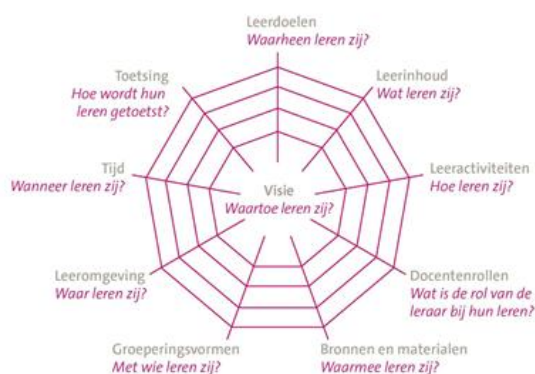 Leerdoelen
Waarheen leren zij?
Leerinhoud
Wat leren zij?
Leeractiviteiten
Hoe leren zij?
Docentenrollen
Wat is de rol van de
leraar bij hun leren?
Bronnen en materialen
Waarmee leren zij?
Groeperingsvormen
Met wie leren zij?
Leeromgeving
Waar leren zij?
Tijd
Wanneer leren zij?
Toetsing
Hoe wordt hun
leren getoetst?
Visie
Waartoe leren zij?